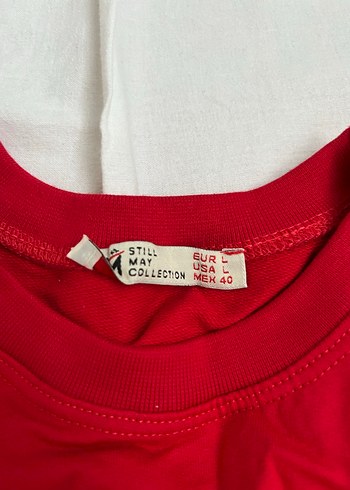 STILL
MAY
COLLECTION
EUR L
USA L
MEX 40